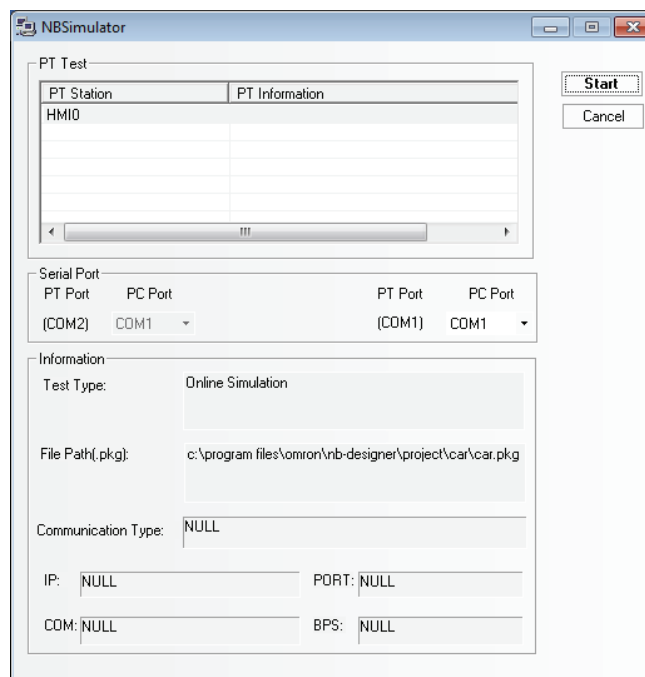 NBSimulator
PT Test
PT Station PT Information
HMI0
Start
Cancel
Serial Port
PT Port PC Port PT Port PC Port
(COM2) COM1 (COM1) COM1
Information
Test Type: Online Simulation
File Path(.pkg): c:\program files\omron\nb-designer\project\car\car.pkg
Communication Type: NULL
IP: NULL PORT: NULL
COM: NULL BPS: NULL